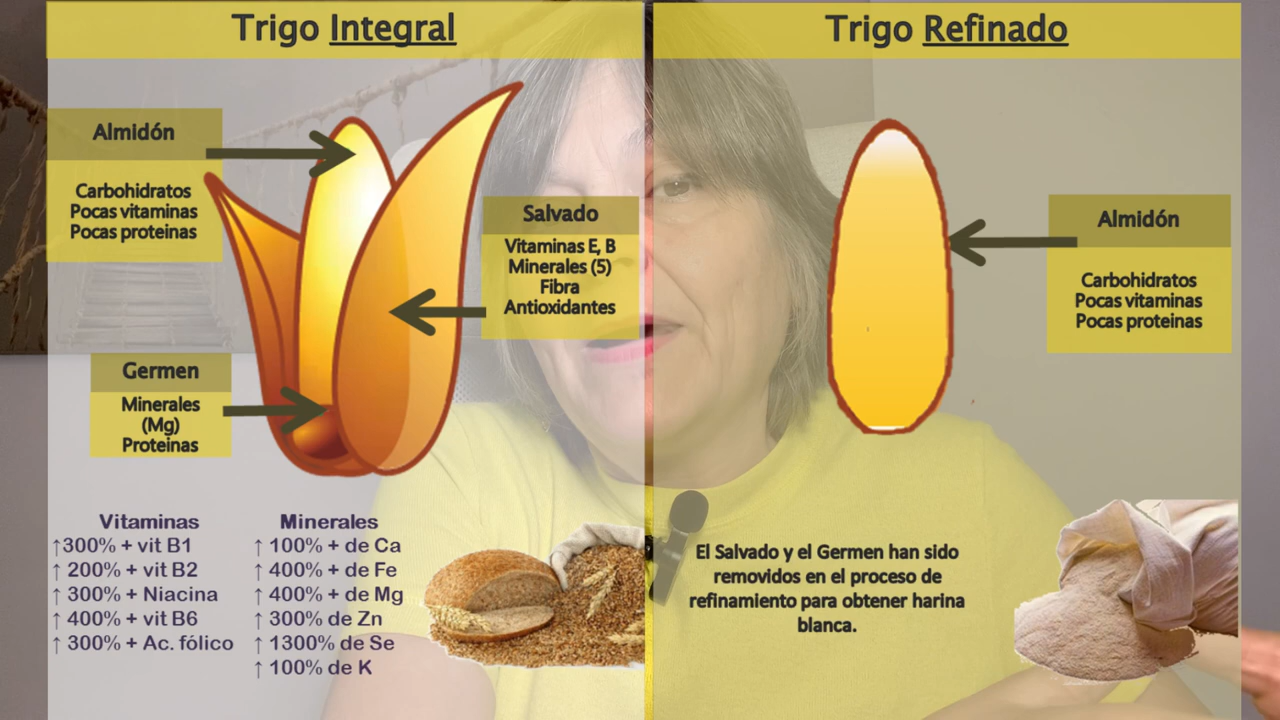 Trigo Integral
Almidón
Carbohidratos
Pocas vitaminas
Pocas proteinas
Salvado
Vitaminas E, B
Minerales (5)
Fibra
Antioxidantes
Germen
Minerales
(Mg)
Proteinas
Vitaminas
↑300% + vit B1
↑ 200% + vit B2
↑ 300% + Niacina
↑ 400% + vit B6
↑ 300% + Ac. fólico
Minerales
↑ 100% + de Ca
↑ 400% + de Fe
↑ 400% + de Mg
↑ 300% de Zn
↑ 1300% de Se
↑ 100% de K
Trigo Refinado
Almidón
Carbohidratos
Pocas vitaminas
Pocas proteinas
El Salvado y el Germen han sido
removidos en el proceso de
refinamiento para obtener harina
blanca.